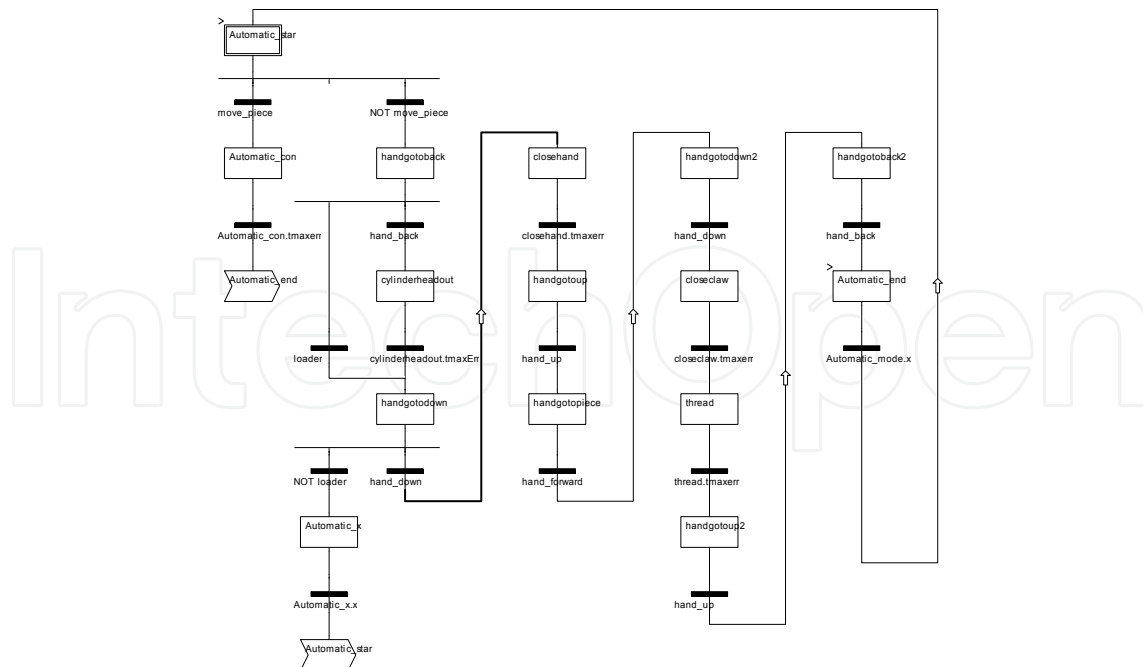 Automatic_star
move_piece
NOT move_piece
Automatic_con
handgotoback
closehand
handgotodown2
handgotoback2
Automatic_con.tmaxerr
hand_back
closehand.tmaxerr
hand_down
hand_back
Automatic_end
cylinderheadout
handgotoup
closeclaw
Automatic_end
loader
cylinderheadout.tmaxErr
hand_up
closeclaw.tmaxerr
Automatic_mode.x
handgotodown
handgotopiece
thread
NOT loader
hand_down
hand_forward
thread.tmaxerr
Automatic_x
handgotoup2
Automatic_x.x
hand_up
Automatic_star
IntechOpen